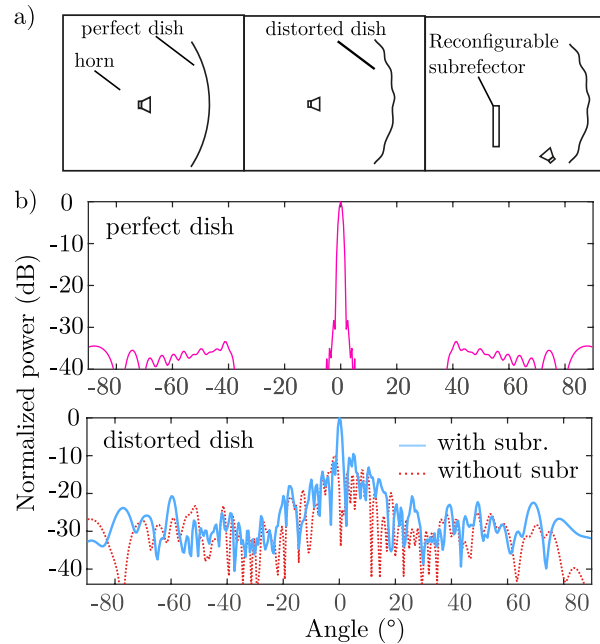 a)
perfect dish
horn
distorted dish
Reconfigurable
subrefector
b)
Normalized power (dB)
0
-10
-20
-30
-40
perfect dish
-80 -60 -40 -20 0 20 40 60 80
0
-10
-20
-30
-40
distorted dish
with subr.
without subr
-80 -60 -40 -20 0 20 40 60 80
Angle (°)